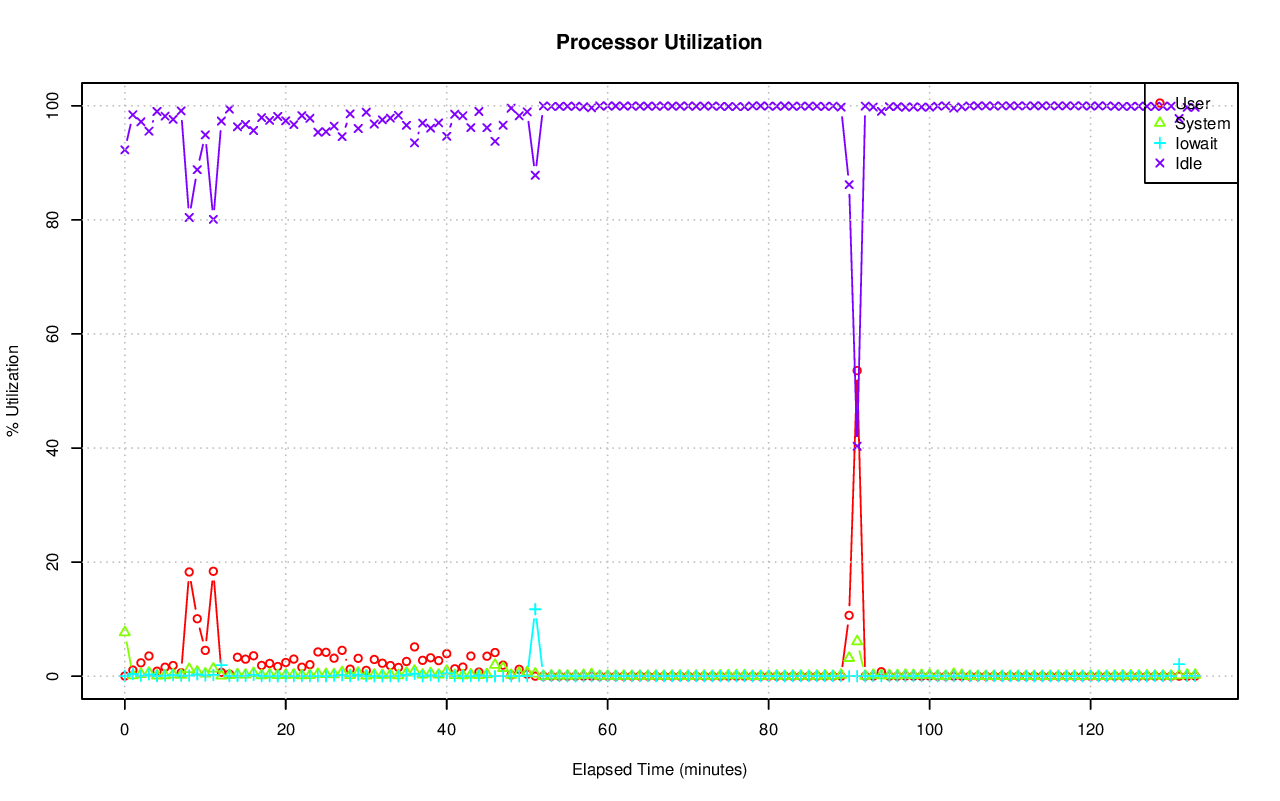 Processor Utilization
% Utilization
100
80
60
40
20
0
User
System
Iowait
Idle
0 20 40 60 80 100 120
Elapsed Time (minutes)